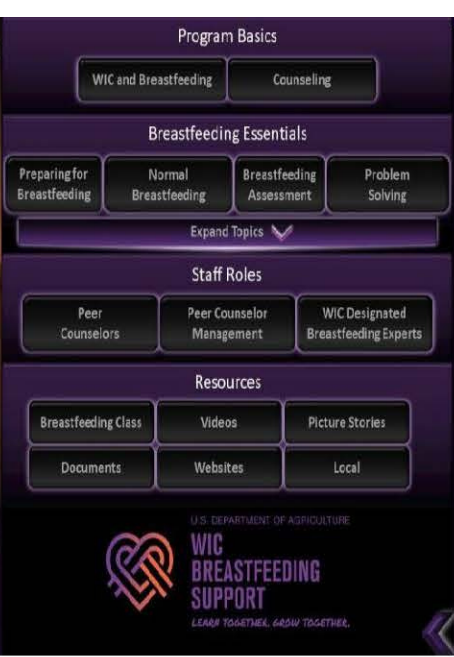 Program Basics
WIC and Breastfeeding
Counseling
Breastfeeding Essentials
Preparing for
Breastfeeding
Normal
Breastfeeding
Breastfeeding
Assessment
Problem
Solving
Expand Topics
Staff Roles
Peer
Counselors
Peer Counselor
Management
WIC Designated
Breastfeeding Experts
Resources
Breastfeeding Class
Videos
Picture Stories
Documents
Websites
Local
U.S. DEPARTMENT OF AGRICULTURE
WIC
BREASTFEEDING
SUPPORT
LEARN TOGETHER. GROW TOGETHER.